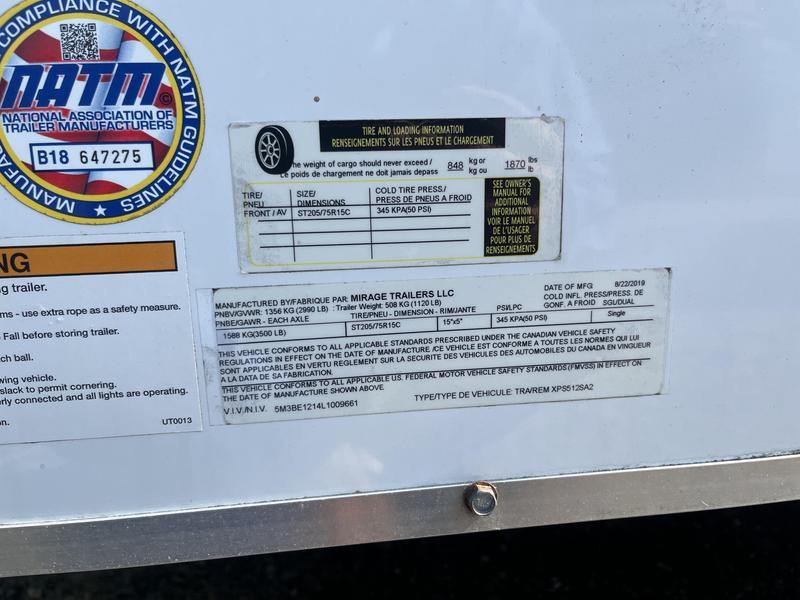 COMPLIANCE WITH NATM GUIDELINES
MANUFA
NATM
©
NATIONAL ASSOCIATION OF
TRAILER MANUFACTURERS
B18 647275
TIRE AND LOADING INFORMATION
RENSEIGNEMENTS SUR LES PNEUS ET LE CHARGEMENT
he weight of cargo should never exceed / 848 kg or 1870 lbs
Le poids de chargement ne doit jamais depass kg ou lb
TIRE/ SIZE/ COLD TIRE PRESS/
PNEU DIMENSIONS PRESS DE PNEUS A FROID
FRONT / AV ST205/75R15C 345 KPA(50 PSI)
SEE OWNER'S
MANUAL FOR
ADDITIONAL
INFORMATION
VOIR LE MANUEL
DE L'USAGER
POUR PLUS DE
RENSEIGNEMENTS
NG
g trailer.
ms - use extra rope as a safety measure.
Fall before storing trailer.
ch ball.
wing vehicle.
slack to permit cornering.
erly connected and all lights are operating.
on.
UT0013
MANUFACTURED BY/FABRIQUE PAR: MIRAGE TRAILERS LLC DATE OF MFG 8/22/2019
PNBV/GVWR: 1356 KG (2990 LB) : Trailer Weight: 508 KG (1120 LB) COLD INFL. PRESS/PRESS. DE
PNBE/GAWR - EACH AXLE TIRE/PNEU - DIMENSION - RIM/JANTE PSI/LPC GONF. A FROID SGL/DUAL
1588 KG(3500 LB) ST205/75R15C 15"x5" 345 KPA(50 PSI) Single
THIS VEHICLE CONFORMS TO ALL APPLICABLE STANDARDS PRESCRIBED UNDER THE CANADIAN VEHICLE SAFETY
REGULATIONS IN EFFECT ON THE DATE OF MANUFACTURE /CE VEHICLE EST CONFORME A TOUTES LES NORMES QUI LUI
SONT APPLICABLES EN VERTU REGLEMENT SUR LA SECURITE DES VEHICULES DES AUTOMOBILES DU CANADA EN VINGUEUR
A LA DATA DE SA FABRICATION.
THIS VEHICLE CONFORMS TO ALL APPLICABLE US. FEDERAL MOTOR VEHICLE SAFETY STANDARDS (FMVSS) IN EFFECT ON
THE DATE OF MANUFACTURE SHOWN ABOVE
V.I.V./N.I.V. 5M3BE1214L1009661 TYPE/TYPE DE VEHICULE: TRA/REM XPS512SA2